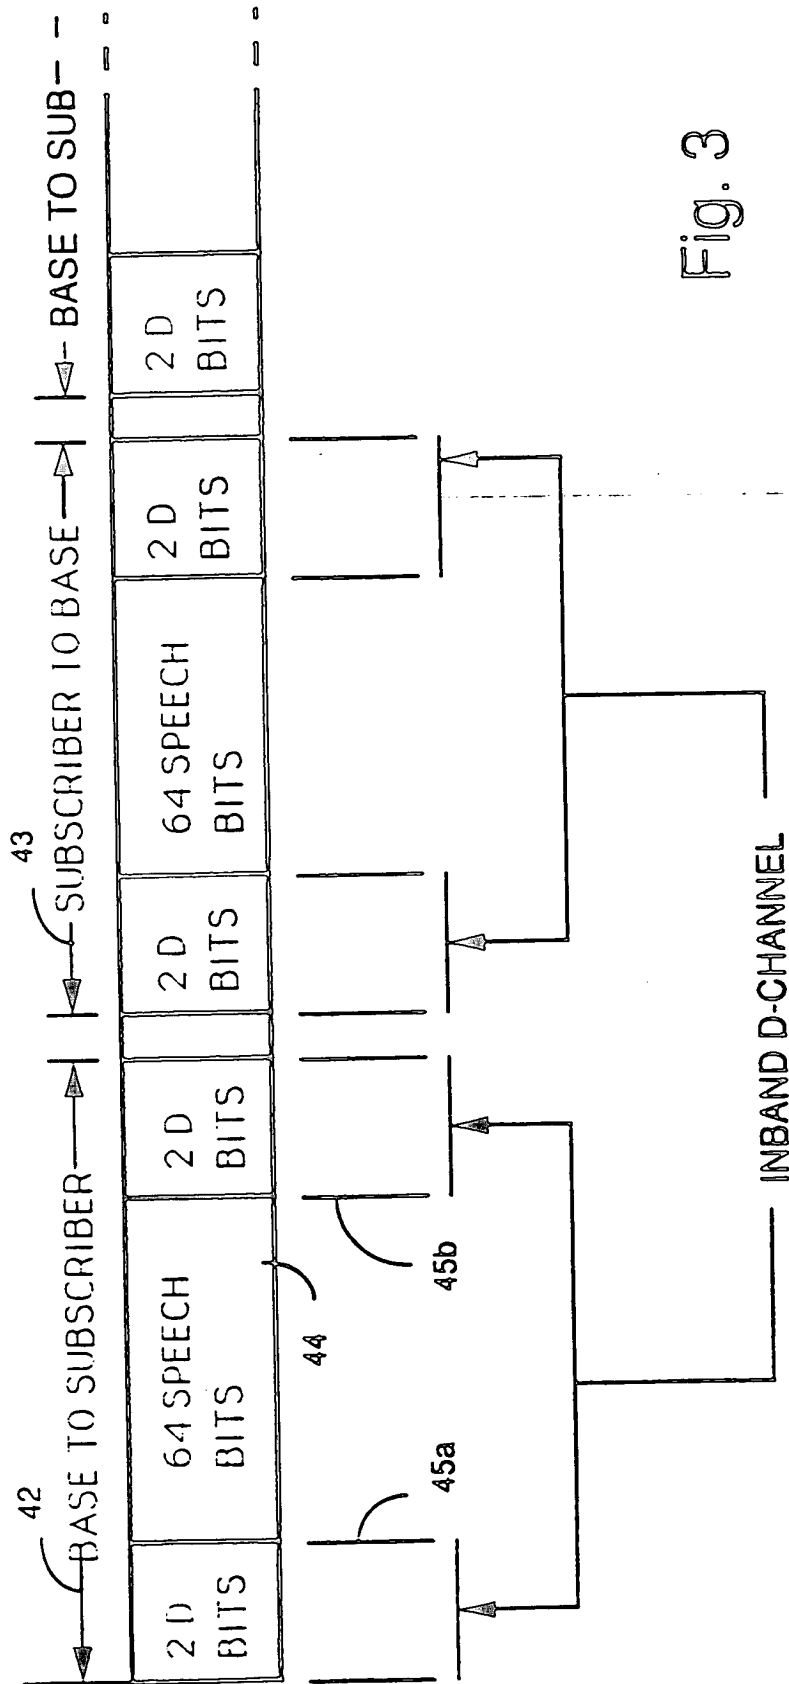 42
43
BASE TO SUBSCRIBER
SUBSCRIBER TO BASE
BASE TO SUB
2 D
BITS
64 SPEECH
BITS
2 D
BITS
2 D
BITS
64 SPEECH
BITS
2 D
BITS
2 D
BITS
45a
44
45b
INBAND D-CHANNEL
Fig. 3